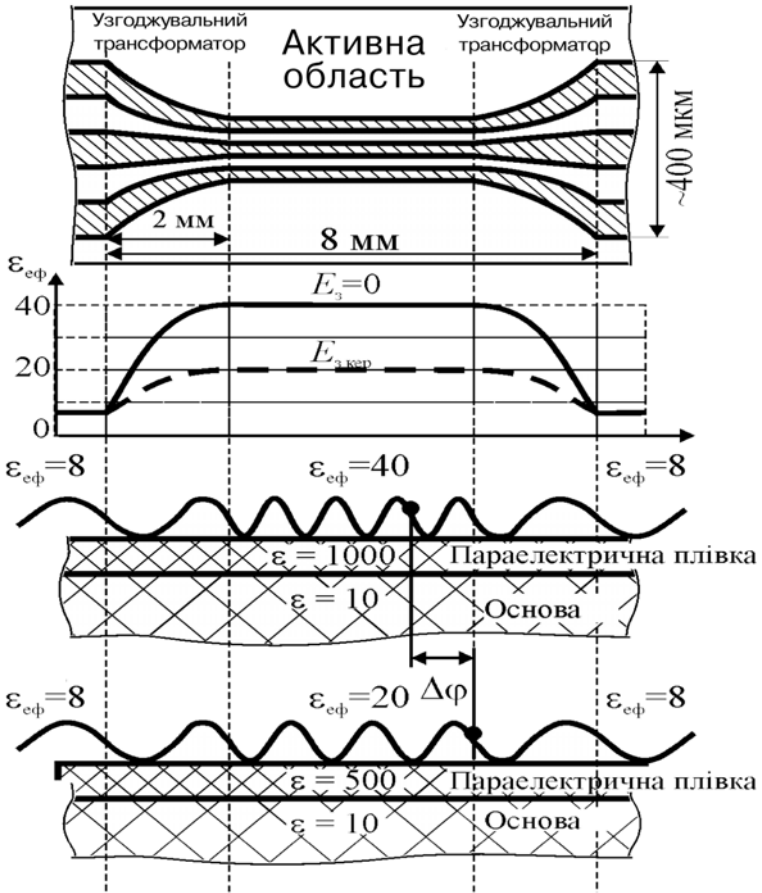 Узгоджувальний
трансформатор
Активна
область
Узгоджувальний
трансформатор
~400 мкм
2 мм
8 мм
εеф
Eз=0
40
Eз кер
20
0
εеф=8
εеф=40
εеф=8
ε = 1000
Параелектрична плівка
ε = 10
Основа
Δφ
εеф=8
εеф=20
εеф=8
ε = 500
Параелектрична плівка
ε = 10
Основа